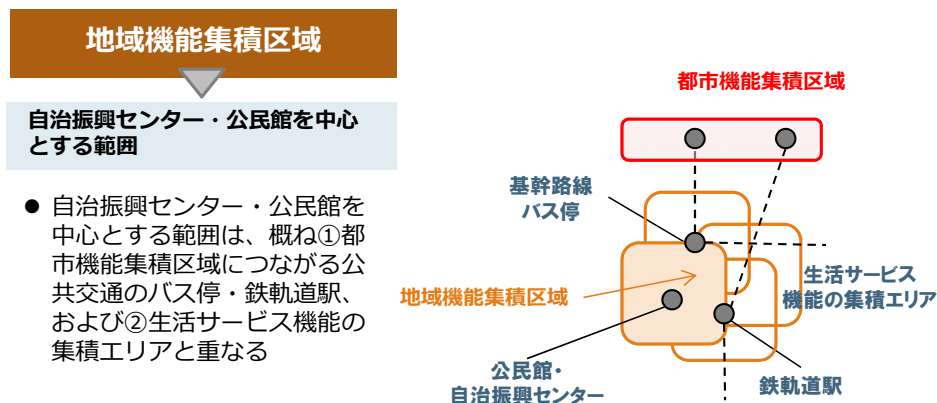 地域機能集積区域
自治振興センター・公民館を中心
とする範囲
● 自治振興センター・公民館を
中心とする範囲は、概ね①都
市機能集積区域につながる公
共交通のバス停・鉄軌道駅、
および②生活サービス機能の
集積エリアと重なる
都市機能集積区域
基幹路線
バス停
地域機能集積区域
生活サービス
機能の集積エリア
公民館・
自治振興センター
鉄軌道駅